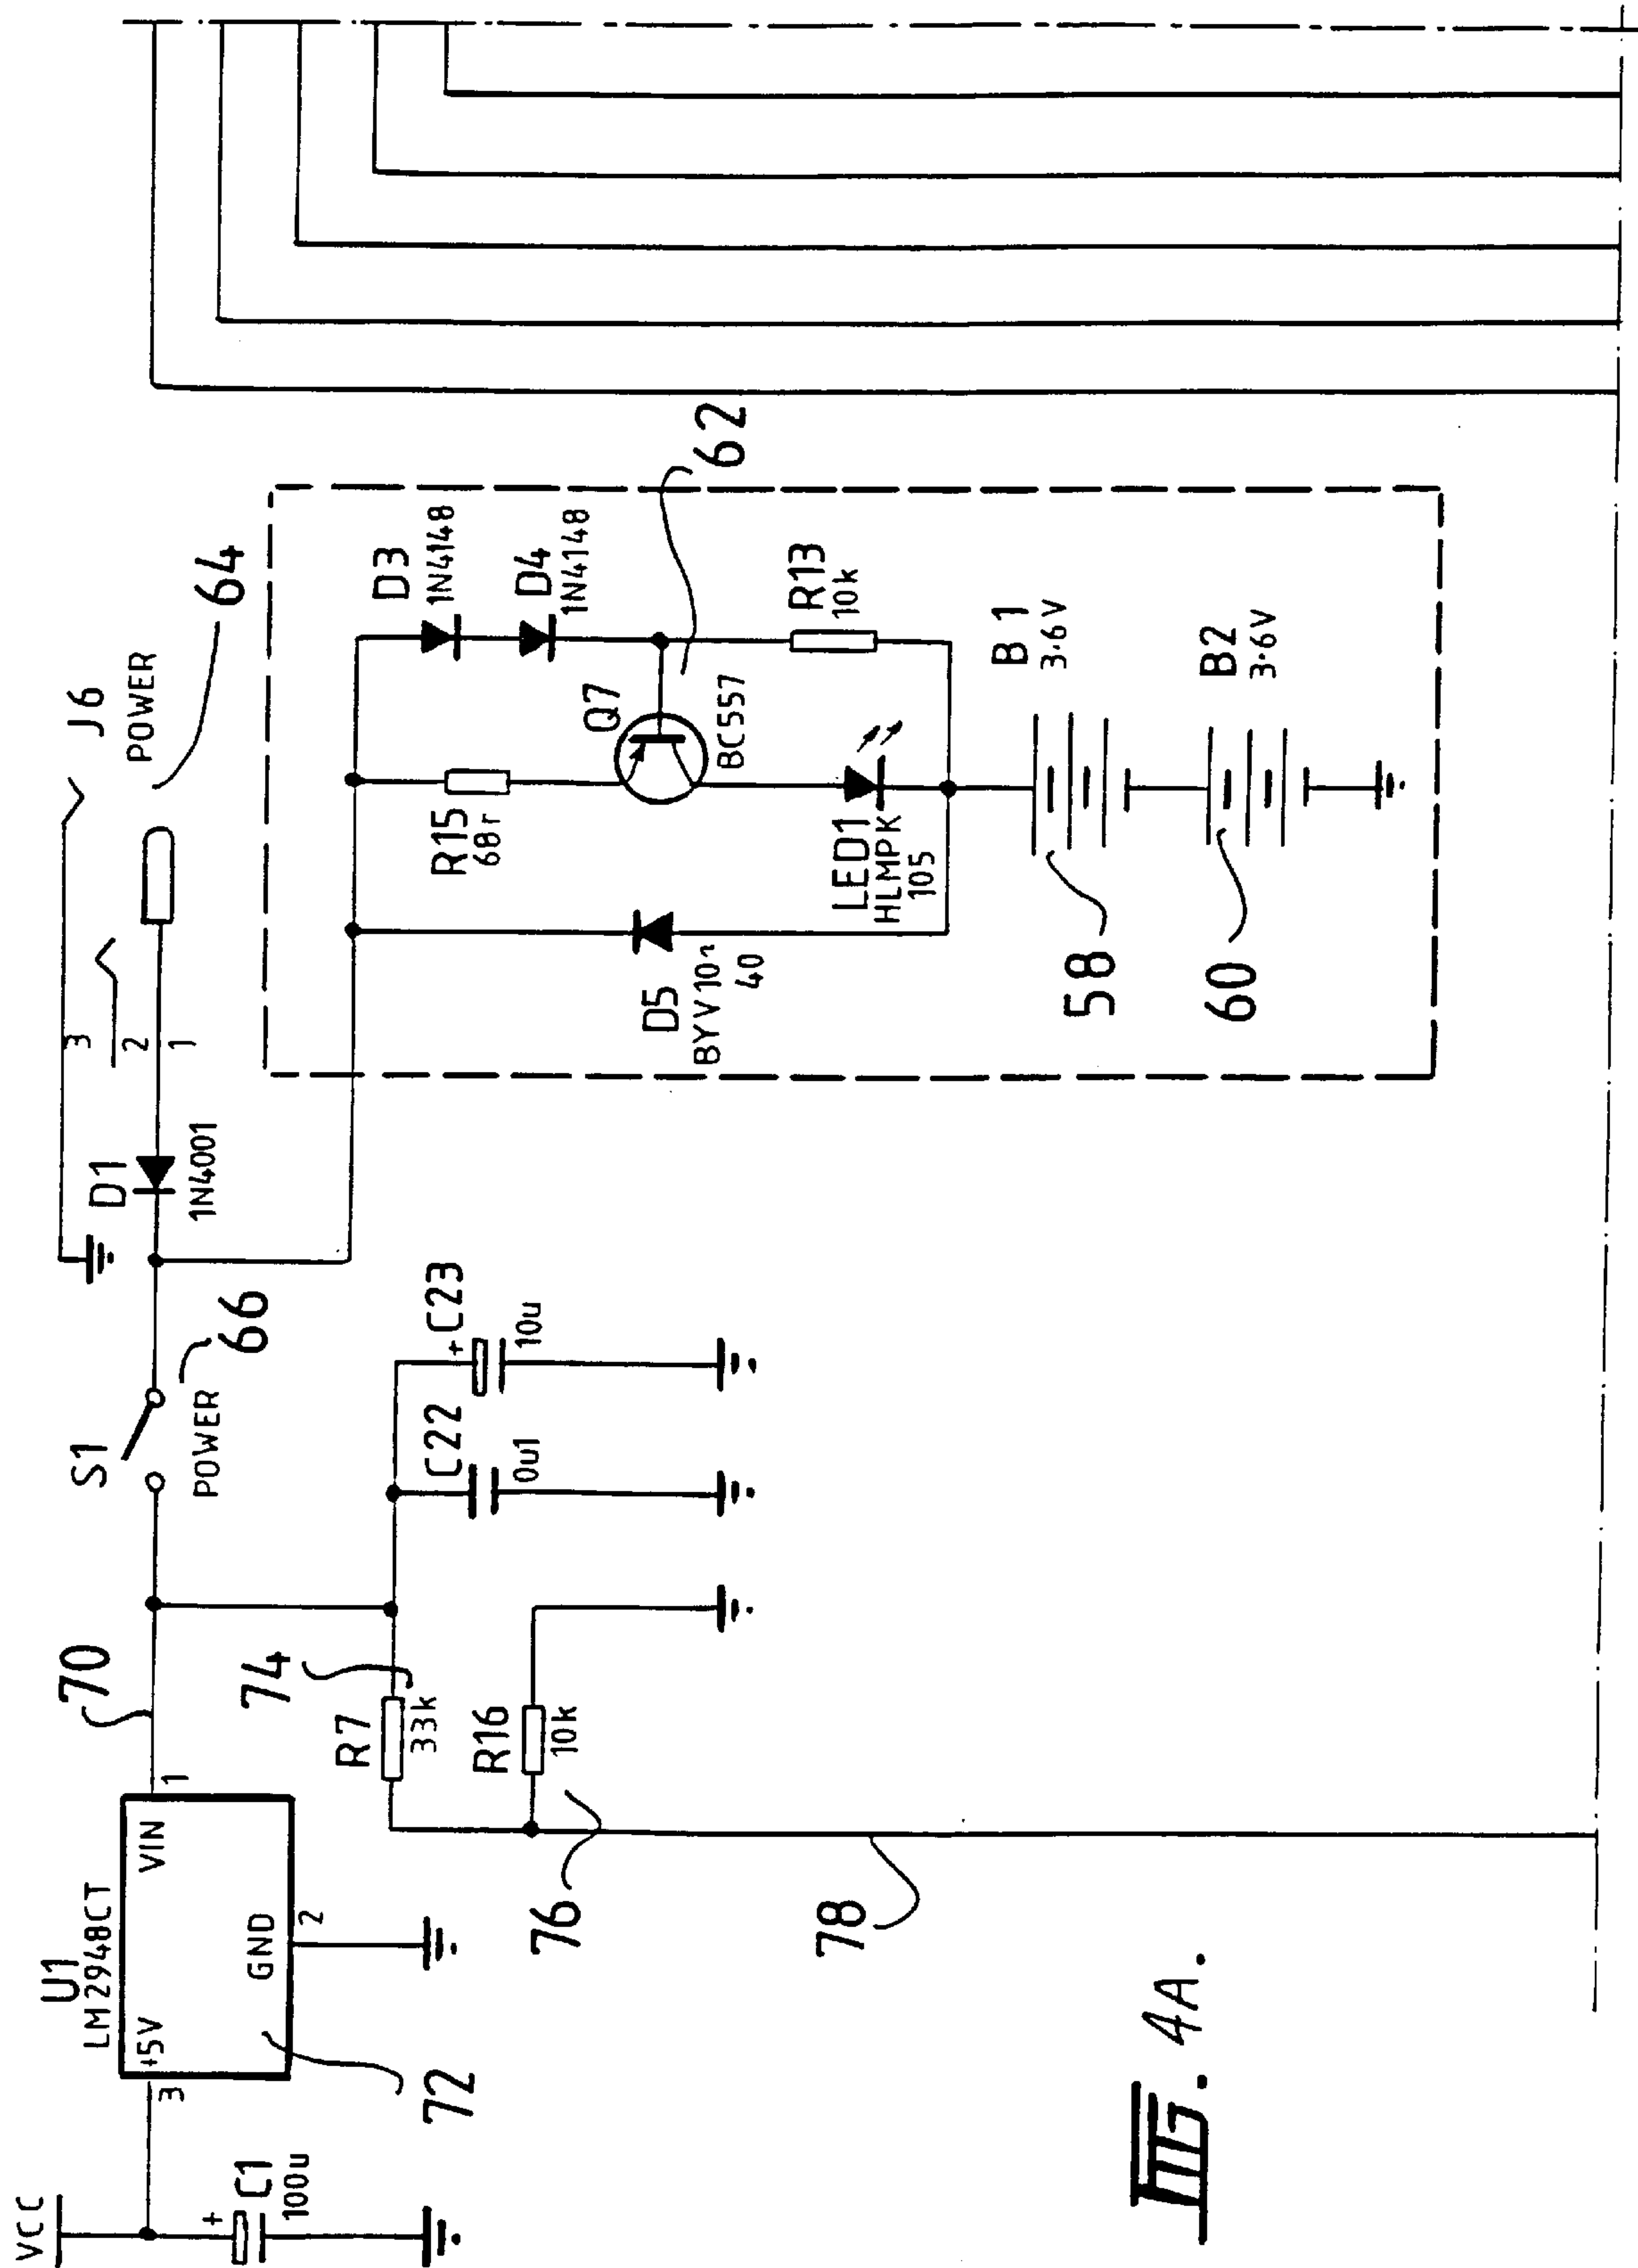 VCC
+
C1
100u
3
U1
LM2948CT
+5V
VIN
GND
1
2
72
70
S1
POWER
66
D1
1N4001
3
2
1
J6
POWER
64
74
R7
33k
R16
10k
76
78
C22
0u1
+
C23
10u
D3
1N4148
D4
1N4148
62
R15
68r
Q7
BC557
R13
10k
D5
40
LED1
HLMPK
105
B1
3·6V
B2
3·6V
58
60
FIG. 4A.